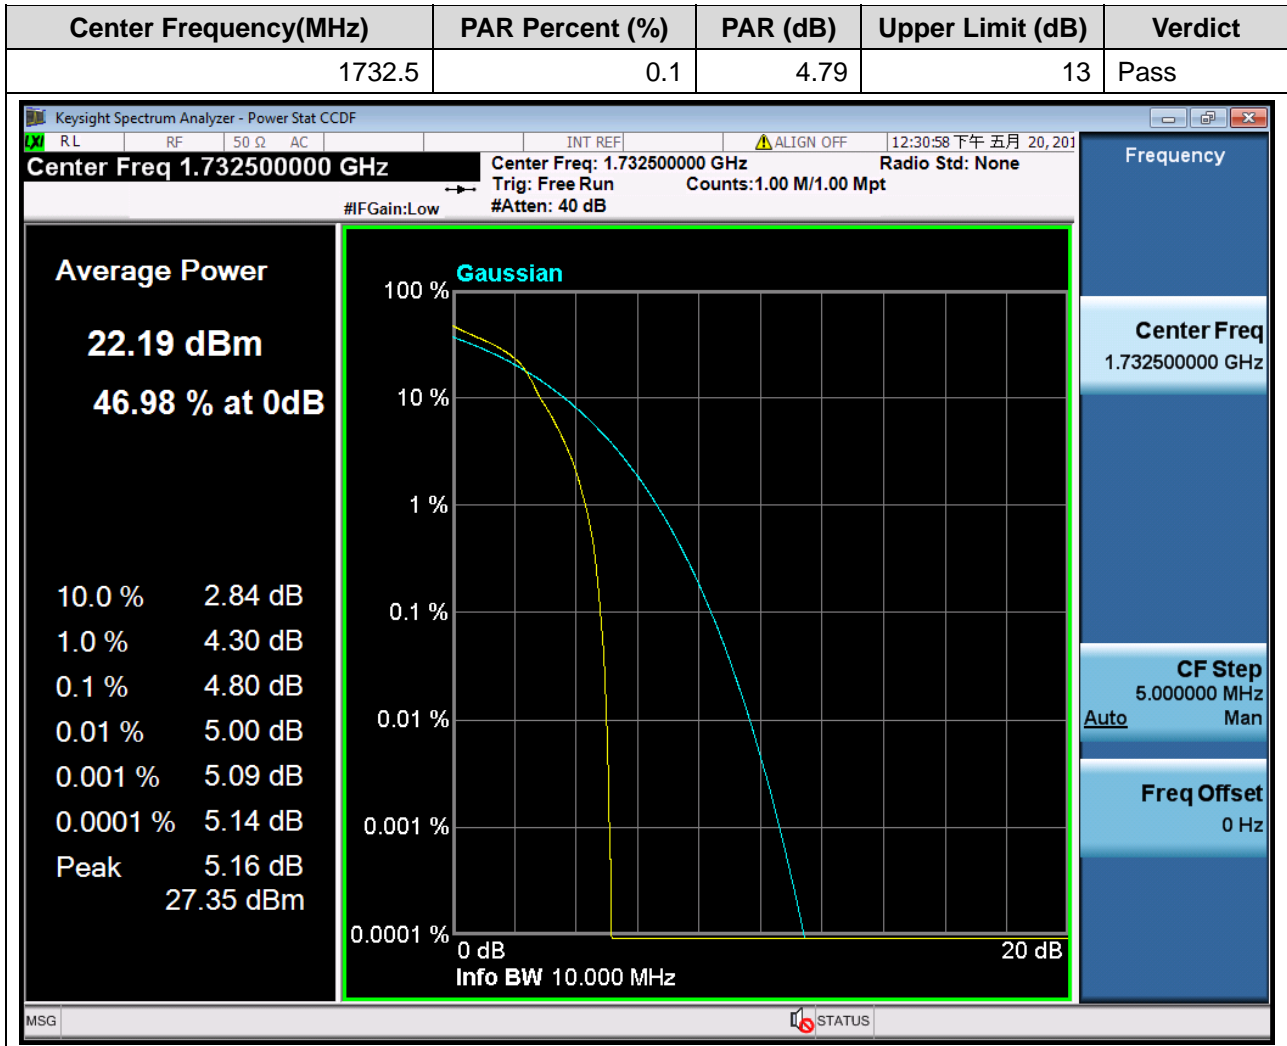 Center Frequency(MHz) PAR Percent (%) PAR (dB) Upper Limit (dB) Verdict
1732.5 0.1 4.79 13 Pass
Keysight Spectrum Analyzer - Power Stat CCDF
LXI RL RF 50 Ω AC INT REF ALIGN OFF 12:30:58 下午 五月 20, 201
Center Freq 1.732500000 GHz
#IFGain:Low
Center Freq: 1.732500000 GHz Radio Std: None
Trig: Free Run Counts:1.00 M/1.00 Mpt
#Atten: 40 dB
Average Power
22.19 dBm
46.98 % at 0dB
10.0 % 2.84 dB
1.0 % 4.30 dB
0.1 % 4.80 dB
0.01 % 5.00 dB
0.001 % 5.09 dB
0.0001 % 5.14 dB
Peak 5.16 dB
27.35 dBm
Gaussian
100 %
10 %
1 %
0.1 %
0.01 %
0.001 %
0.0001 %
0 dB 20 dB
Info BW 10.000 MHz
Frequency
Center Freq
1.732500000 GHz
CF Step
5.000000 MHz
Auto Man
Freq Offset
0 Hz
MSG STATUS